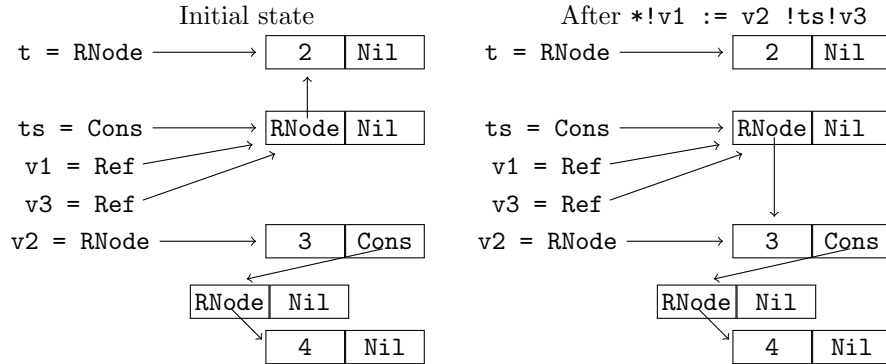 Initial state
t = RNode 2 Nil
ts = Cons RNode Nil
v1 = Ref
v3 = Ref
v2 = RNode 3 Cons
RNode Nil
4 Nil
After *!v1 := v2 !ts!v3
t = RNode 2 Nil
ts = Cons RNode Nil
v1 = Ref
v3 = Ref
v2 = RNode 3 Cons
RNode Nil
4 Nil